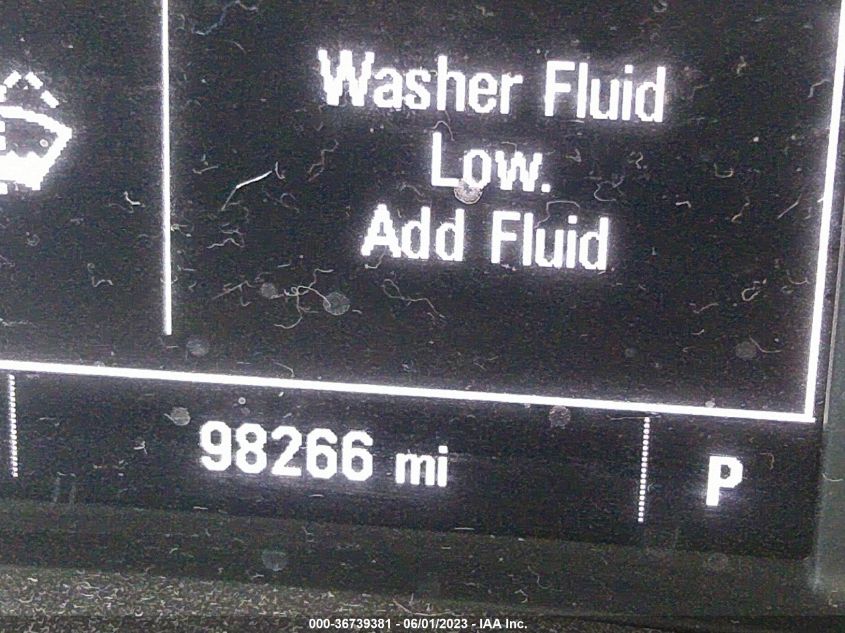 Washer Fluid
Low.
Add Fluid
98266 mi
P
000-36739381 - 06/01/2023 - IAA Inc.